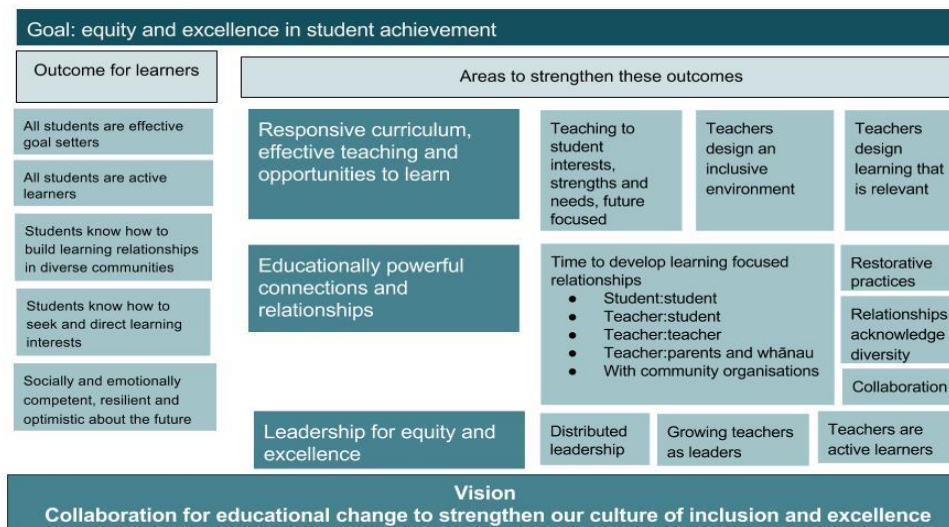 Goal: equity and excellence in student achievement
Outcome for learners
Areas to strengthen these outcomes
All students are effective
goal setters
All students are active
learners
Students know how to
build learning relationships
in diverse communities
Students know how to
seek and direct learning
interests
Socially and emotionally
competent, resilient and
optimistic about the future
Responsive curriculum,
effective teaching and
opportunities to learn
Teaching to
student
interests,
strengths and
needs, future
focused
Teachers
design an
inclusive
environment
Teachers
design
learning that
is relevant
Educationally powerful
connections and
relationships
Time to develop learning focused
relationships
● Student:student
● Teacher:student
● Teacher:teacher
● Teacher:parents and whānau
● With community organisations
Restorative
practices
Relationships
acknowledge
diversity
Collaboration
Leadership for equity and
excellence
Distributed
leadership
Growing teachers
as leaders
Teachers are
active learners
Vision
Collaboration for educational change to strengthen our culture of inclusion and excellence